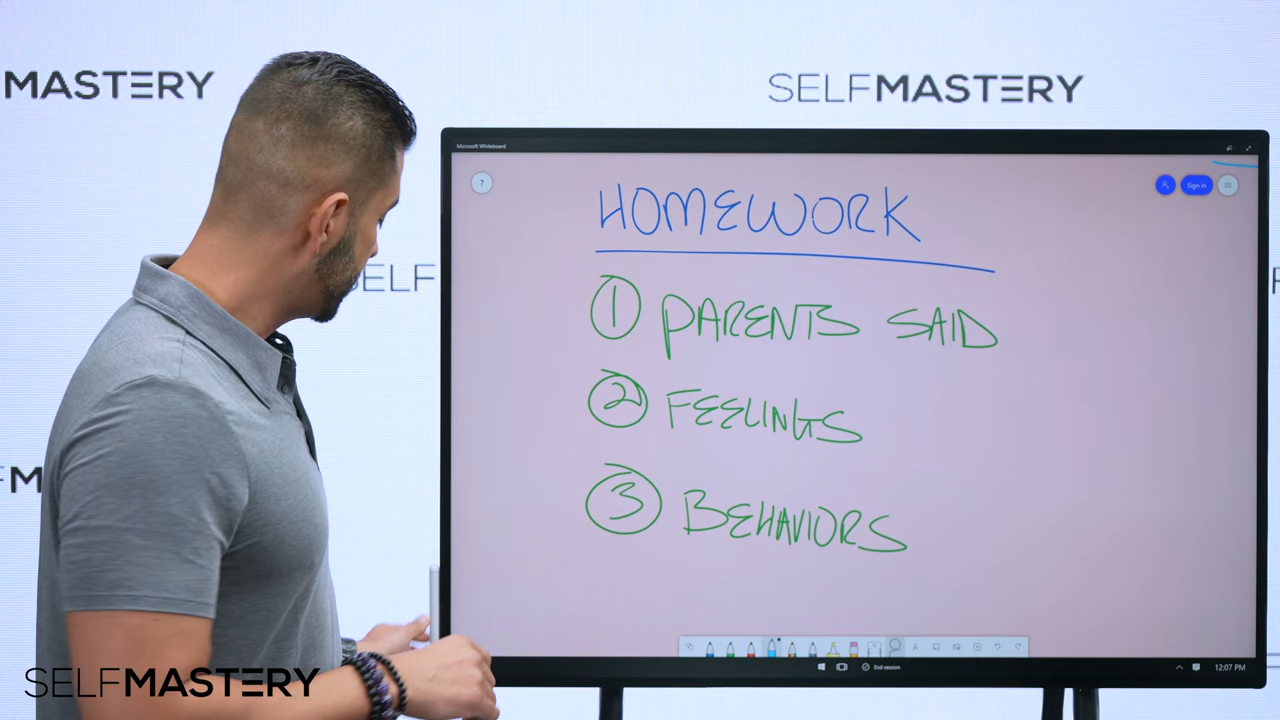 MASTERY
SELFMASTERY
Microsoft Whiteboard
?
Sign in
HOMEWORK
1 PARENTS SAID
2 FEELINGS
3 BEHAVIORS
SELF
M
A
End session
12:07 PM
SELFMASTERY